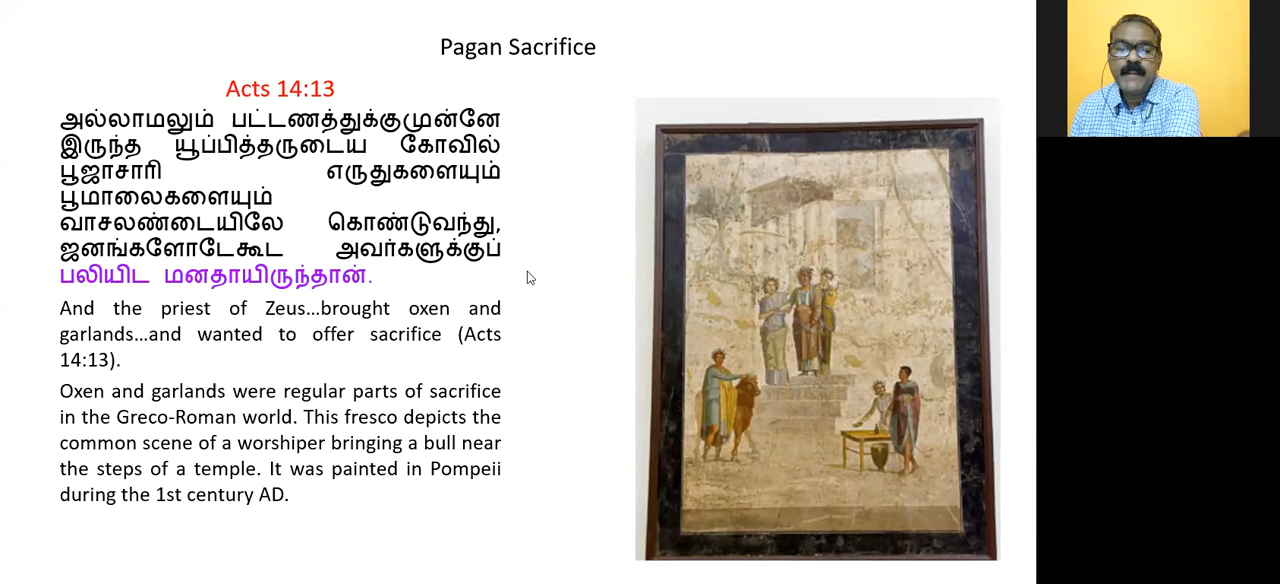 Pagan Sacrifice
Acts 14:13
அல்லாமலும் பட்டணத்துக்குமுன்னே
இருந்த யூப்பித்தருடைய கோவில்
பூஜாசாரி எருதுகளையும்
பூமாலைகளையும்
வாசலண்டையிலே கொண்டுவந்து,
ஜனங்களோடேகூட அவர்களுக்குப்
பலியிட மனதாயிருந்தான்.
And the priest of Zeus…brought oxen and
garlands…and wanted to offer sacrifice (Acts
14:13).
Oxen and garlands were regular parts of sacrifice
in the Greco-Roman world. This fresco depicts the
common scene of a worshiper bringing a bull near
the steps of a temple. It was painted in Pompeii
during the 1st century AD.